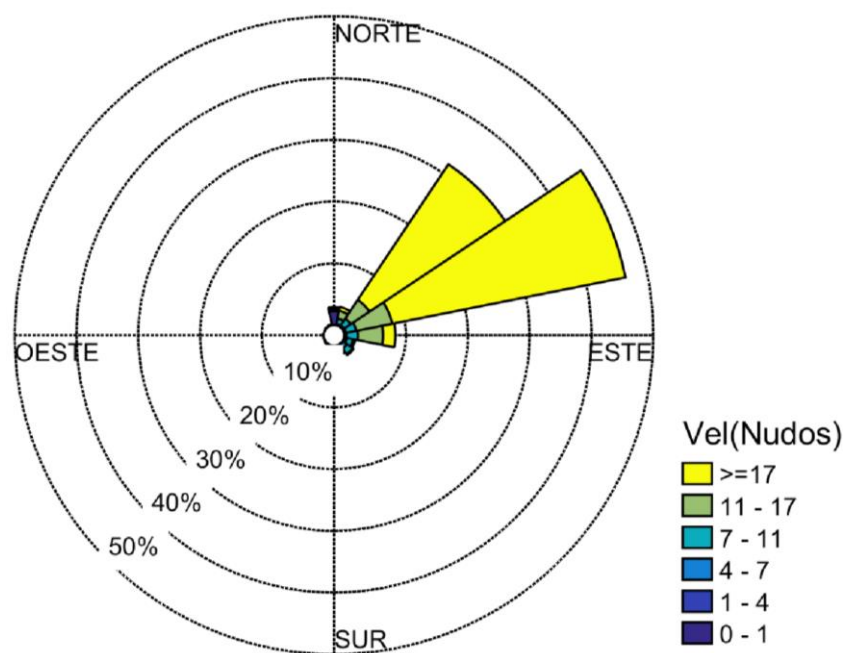 NORTE
OESTE
ESTE
10%
20%
30%
40%
50%
SUR
Vel(Nudos)
>=17
11 - 17
7 - 11
4 - 7
1 - 4
0 - 1